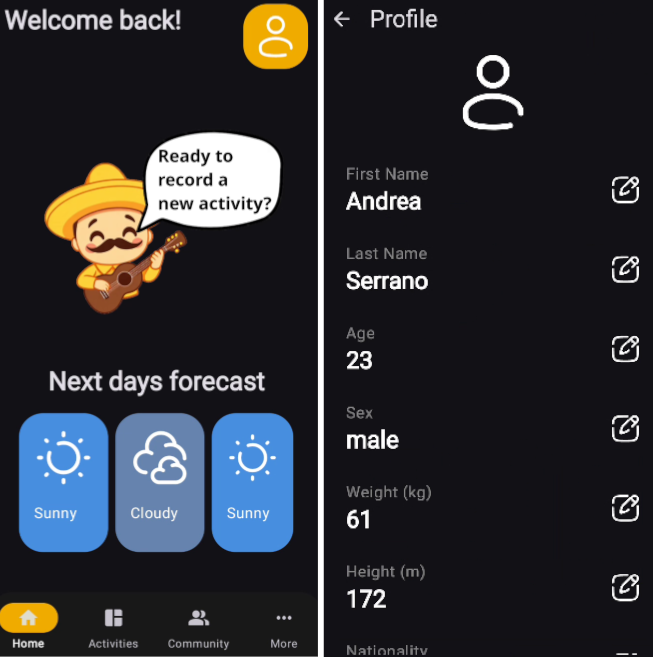 Welcome back!
Ready to
record a
new activity?
Next days forecast
Sunny
Cloudy
Sunny
Home
Activities
Community
More
Profile
First Name
Andrea
Last Name
Serrano
Age
23
Sex
male
Weight (kg)
61
Height (m)
172
Nationality